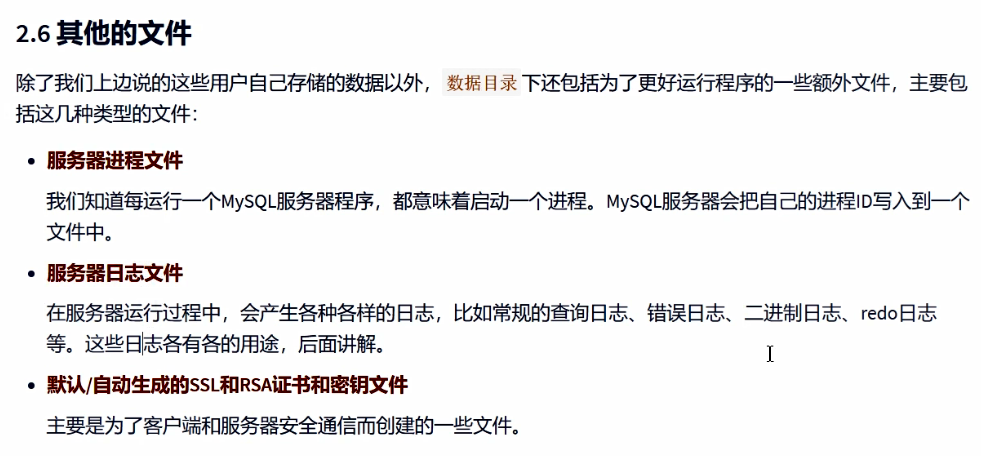 2.6 其他的文件
除了我们上边说的这些用户自己存储的数据以外，数据目录下还包括为了更好运行程序的一些额外文件，主要包
括这几种类型的文件：
• 服务器进程文件
我们知道每运行一个MySQL服务器程序，都意味着启动一个进程。MySQL服务器会把自己的进程ID写入到一个
文件中。
• 服务器日志文件
在服务器运行过程中，会产生各种各样的日志，比如常规的查询日志、错误日志、二进制日志、redo日志
等。这些日志各有各的用途，后面讲解。
• 默认/自动生成的SSL和RSA证书和密钥文件
主要是为了客户端和服务器安全通信而创建的一些文件。